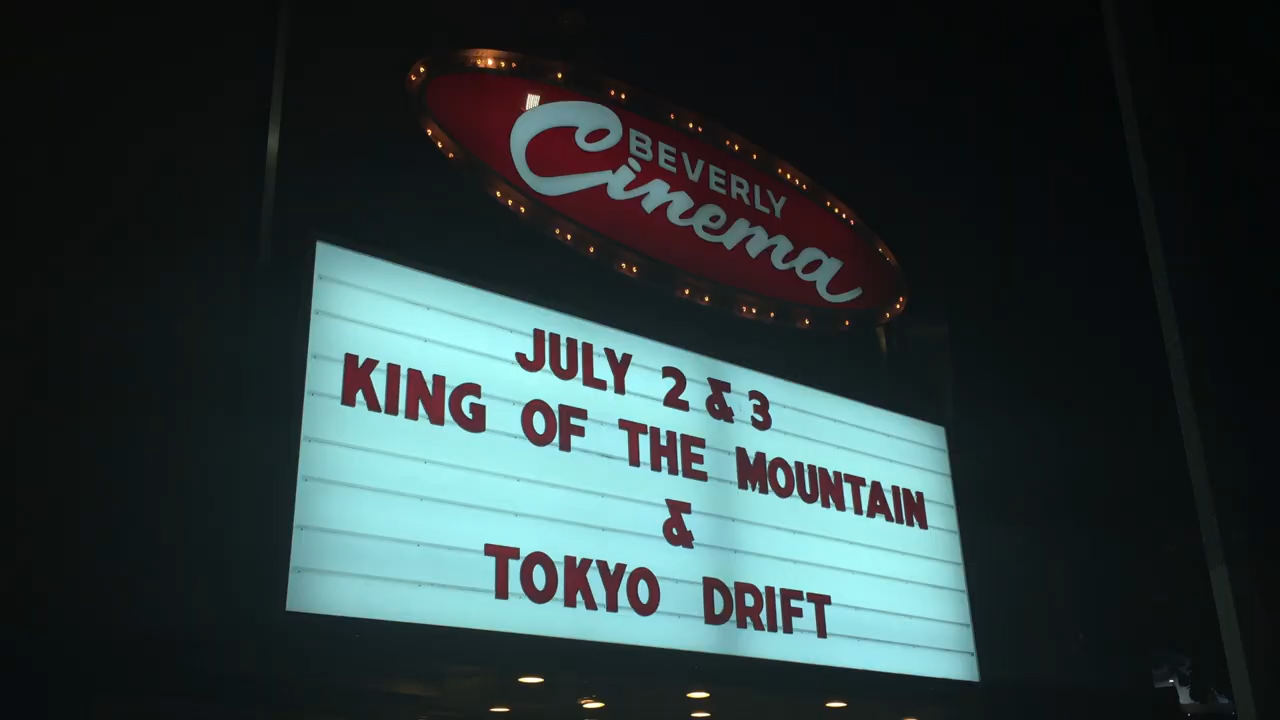 BEVERLY
Cinema
JULY 2 & 3
KING OF THE MOUNTAIN
&
TOKYO DRIFT